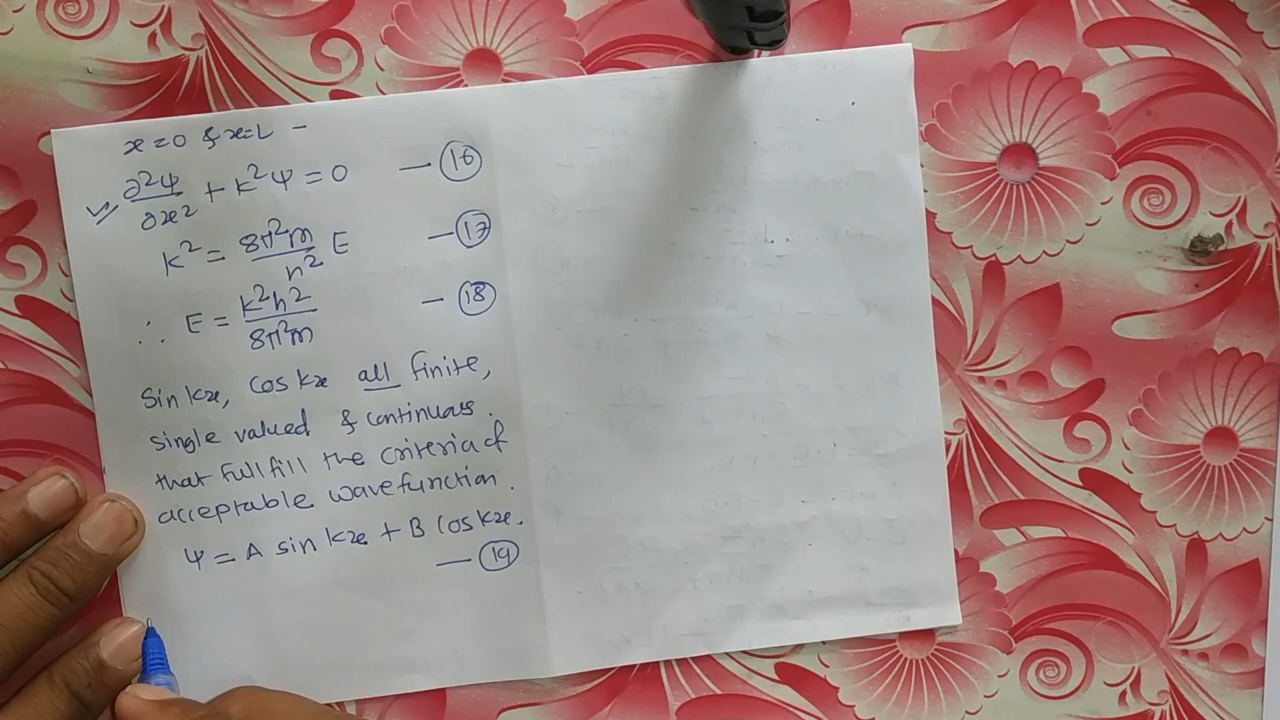 x=0 & x=L -
∂²ψ/∂x² + k²ψ = 0 — (16)
k² = 8π²m/h² E — (17)
∴ E = k²h²/8π²m — (18)
Sin kx, cos kx all finite,
single valued & continuous.
that fullfill the criteria of
acceptable wavefunction.
ψ = A sin kx + B cos kx.
— (19)